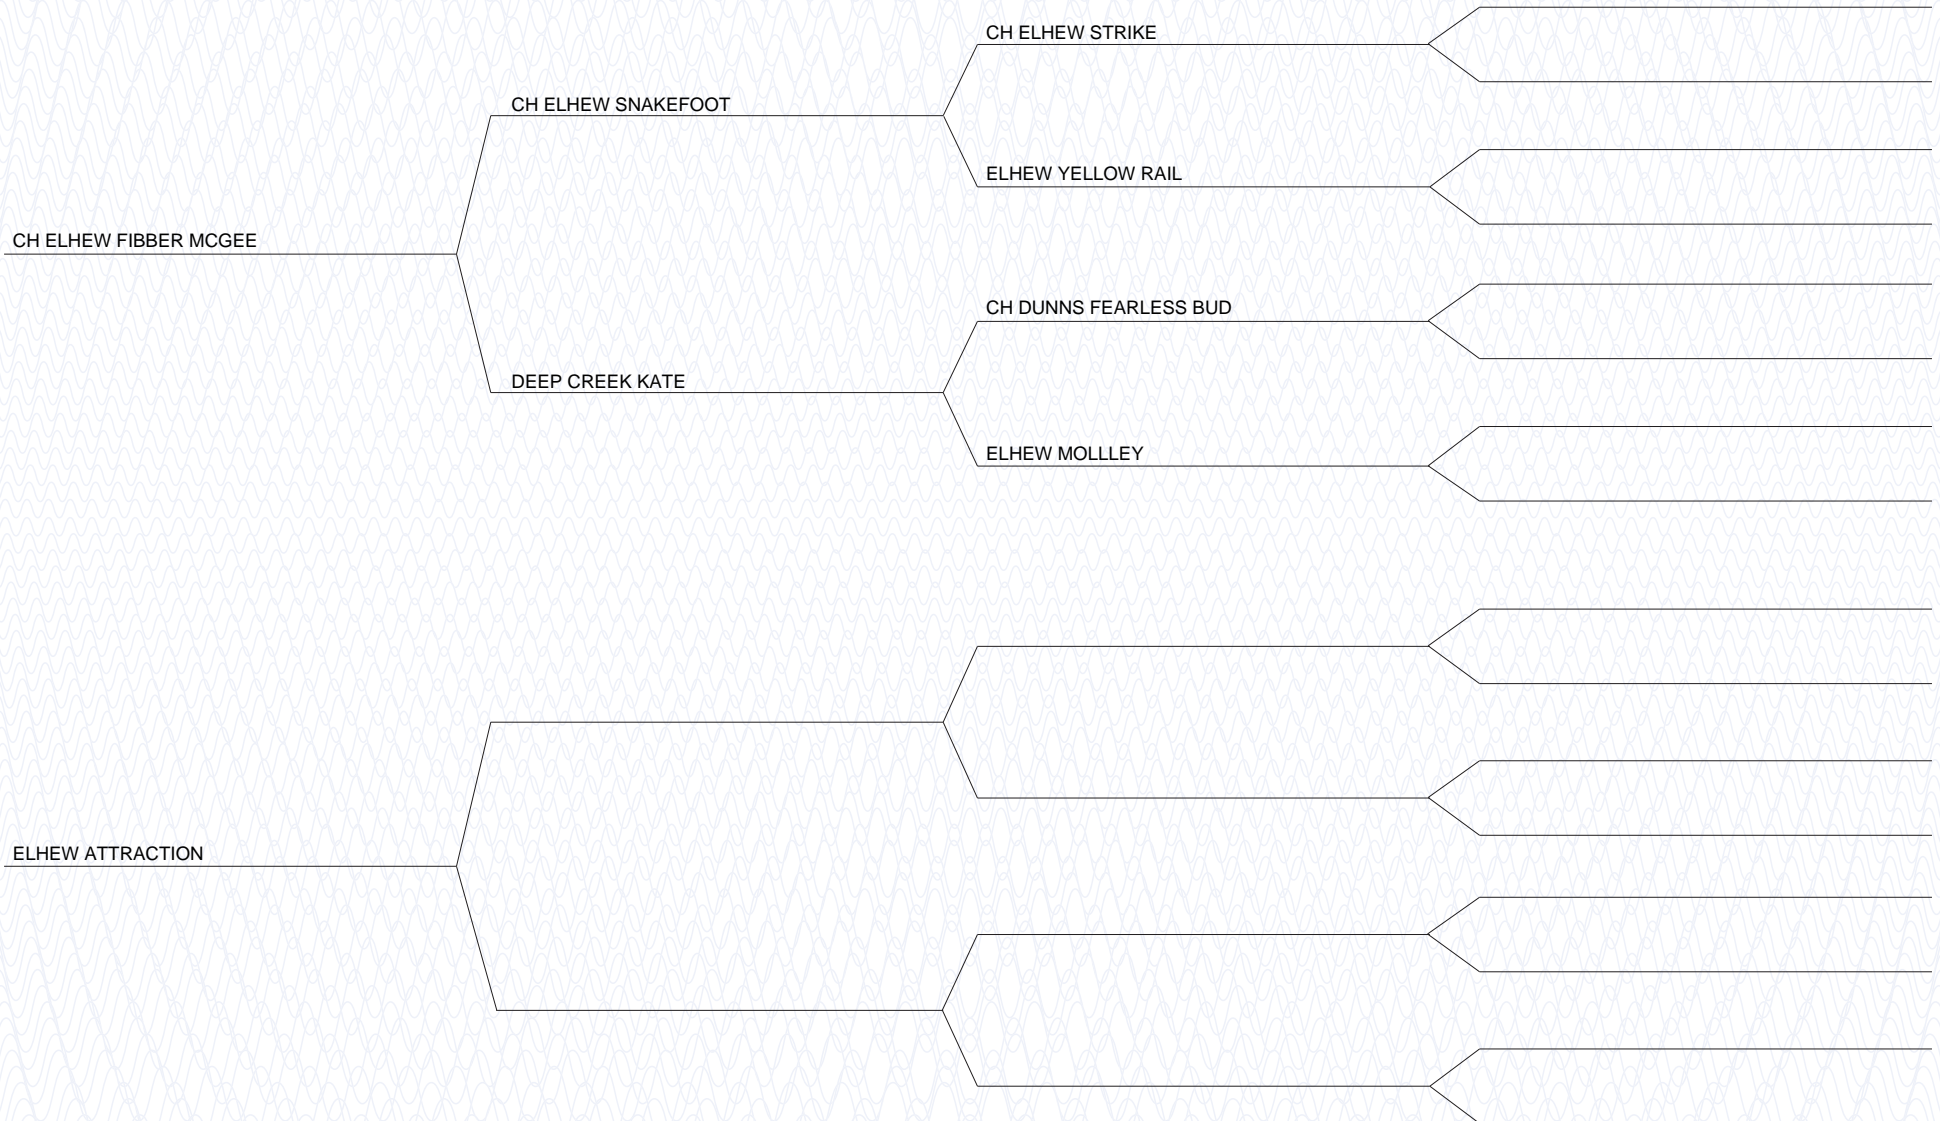 CH ELHEW STRIKE
CH ELHEW SNAKEFOOT
ELHEW YELLOW RAIL
CH ELHEW FIBBER MCGEE
CH DUNNS FEARLESS BUD
DEEP CREEK KATE
ELHEW MOLLLEY
ELHEW ATTRACTION